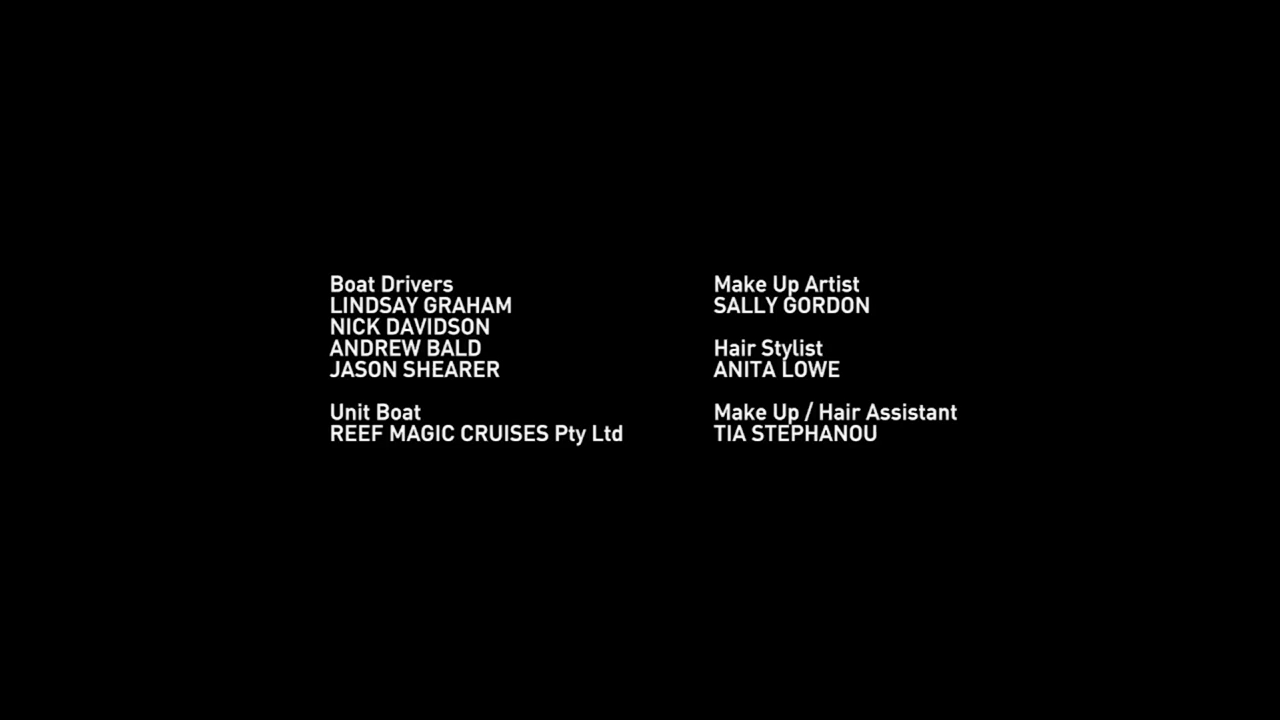 Boat Drivers
LINDSAY GRAHAM
NICK DAVIDSON
ANDREW BALD
JASON SHEARER
Unit Boat
REEF MAGIC CRUISES Pty Ltd
Make Up Artist
SALLY GORDON
Hair Stylist
ANITA LOWE
Make Up / Hair Assistant
TIA STEPHANOU